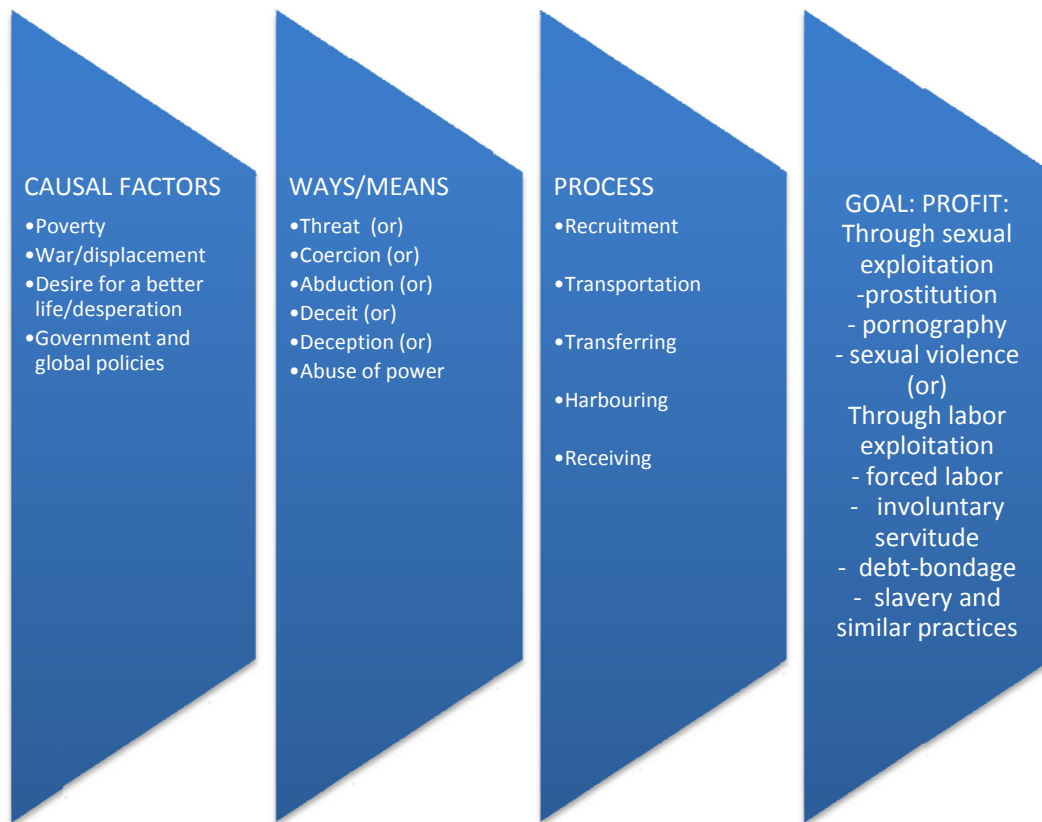 CAUSAL FACTORS
•Poverty
•War/displacement
•Desire for a better
life/desperation
•Government and
global policies
WAYS/MEANS
•Threat (or)
•Coercion (or)
•Abduction (or)
•Deceit (or)
•Deception (or)
•Abuse of power
PROCESS
•Recruitment
•Transportation
•Transferring
•Harbouring
•Receiving
GOAL: PROFIT:
Through sexual
exploitation
-prostitution
- pornography
- sexual violence
(or)
Through labor
exploitation
- forced labor
- involuntary
servitude
- debt-bondage
- slavery and
similar practices